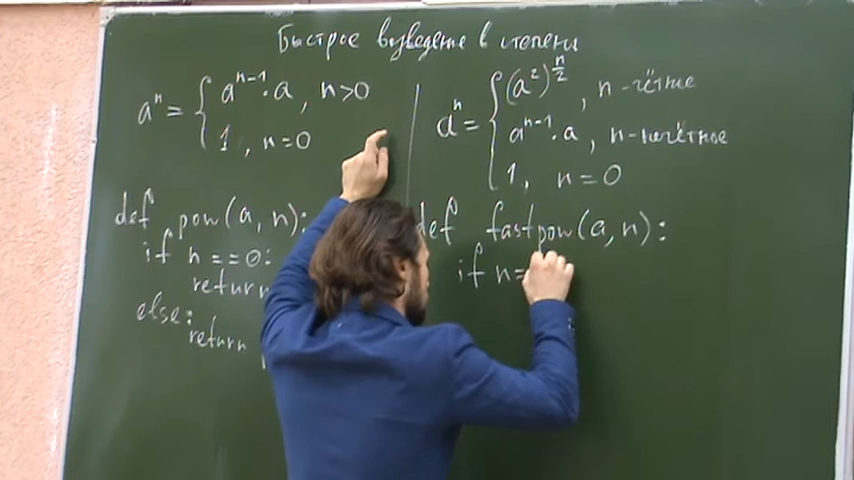 Быстрое возведение в степень
aⁿ = { aⁿ⁻¹·a, n>0
1, n=0
def pow(a, n):
if n == 0:
return
else:
return
aⁿ = { (a²)^(n/2), n - чётное
aⁿ⁻¹·a, n - нечётное
1, n = 0
def fastpow(a, n):
if n=